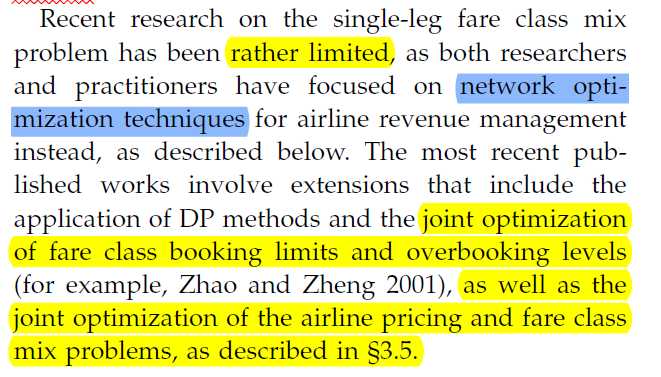 Recent research on the single-leg fare class mix
problem has been rather limited, as both researchers
and practitioners have focused on network opti-
mization techniques for airline revenue management
instead, as described below. The most recent pub-
lished works involve extensions that include the
application of DP methods and the joint optimization
of fare class booking limits and overbooking levels
(for example, Zhao and Zheng 2001), as well as the
joint optimization of the airline pricing and fare class
mix problems, as described in §3.5.